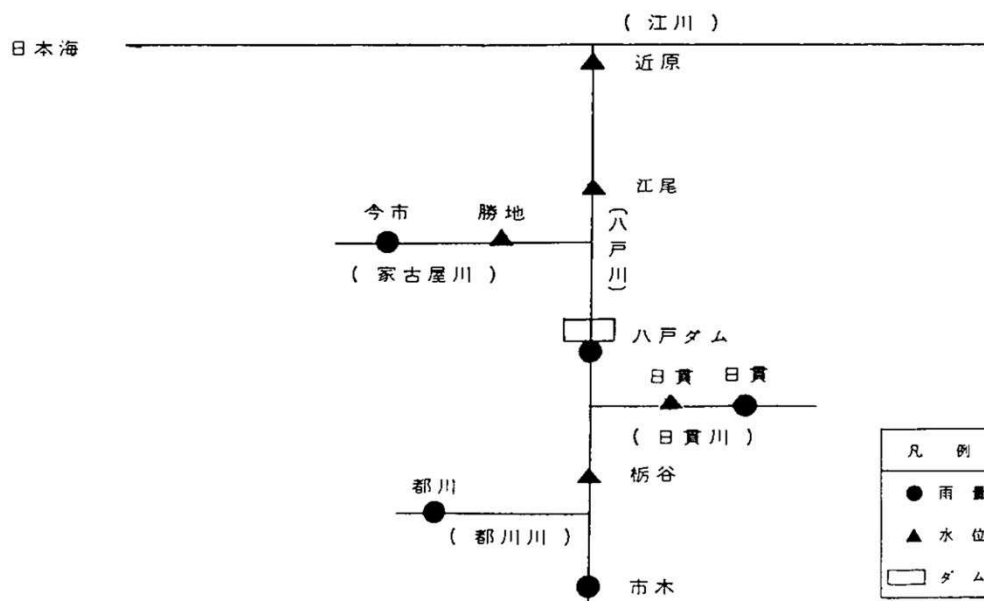 (江川)
日本海
近原
江尾
今市
勝地
(八戸川)
(家古屋川)
八戸ダム
日貫
日貫
(日貫川)
栃谷
都川
(都川川)
市木
凡例
雨量
水位
ダム